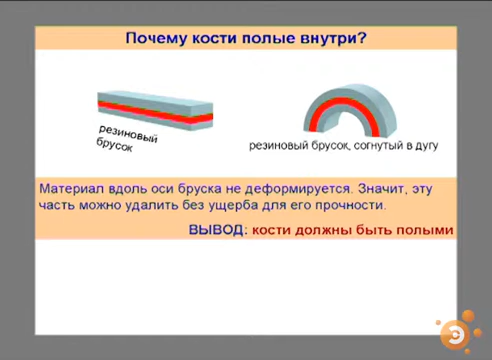 Почему кости полые внутри?
резиновый
брусок
резиновый брусок, согнутый в дугу
Материал вдоль оси бруска не деформируется. Значит, эту
часть можно удалить без ущерба для его прочности.
ВЫВОД: кости должны быть полыми